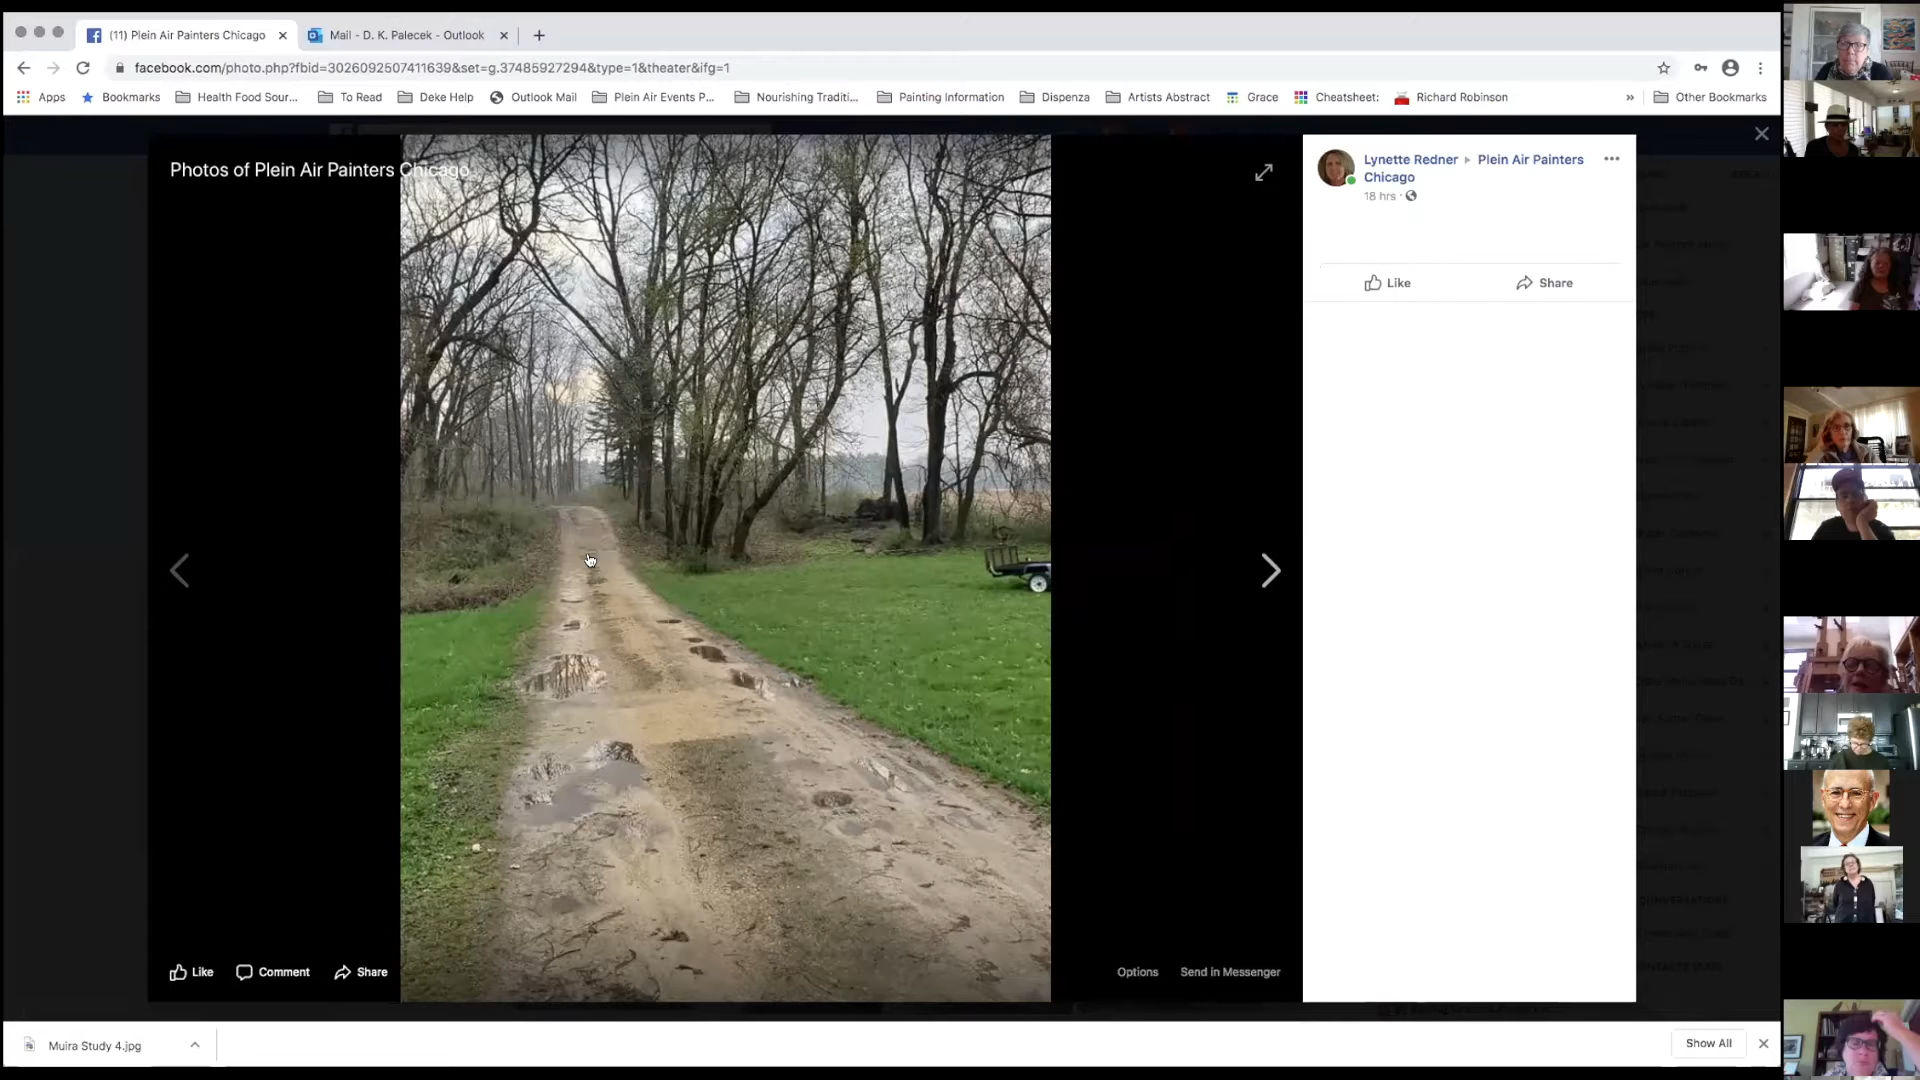 (11) Plein Air Painters Chicago
Mail - D. K. Palecek - Outlook
facebook.com/photo.php?fbid=3026092507411639&set=g.37485927294&type=1&theater&ifg=1
Apps Bookmarks Health Food Sour... To Read Deke Help Outlook Mail Plein Air Events P... Nourishing Traditi... Painting Information Dispenza Artists Abstract Grace Cheatsheet: Richard Robinson » Other Bookmarks
Photos of Plein Air Painters Chicago
Lynette Redner ▸ Plein Air Painters
Chicago
18 hrs ·
Like Share
Like Comment Share
Options Send in Messenger
Muira Study 4.jpg
Show All